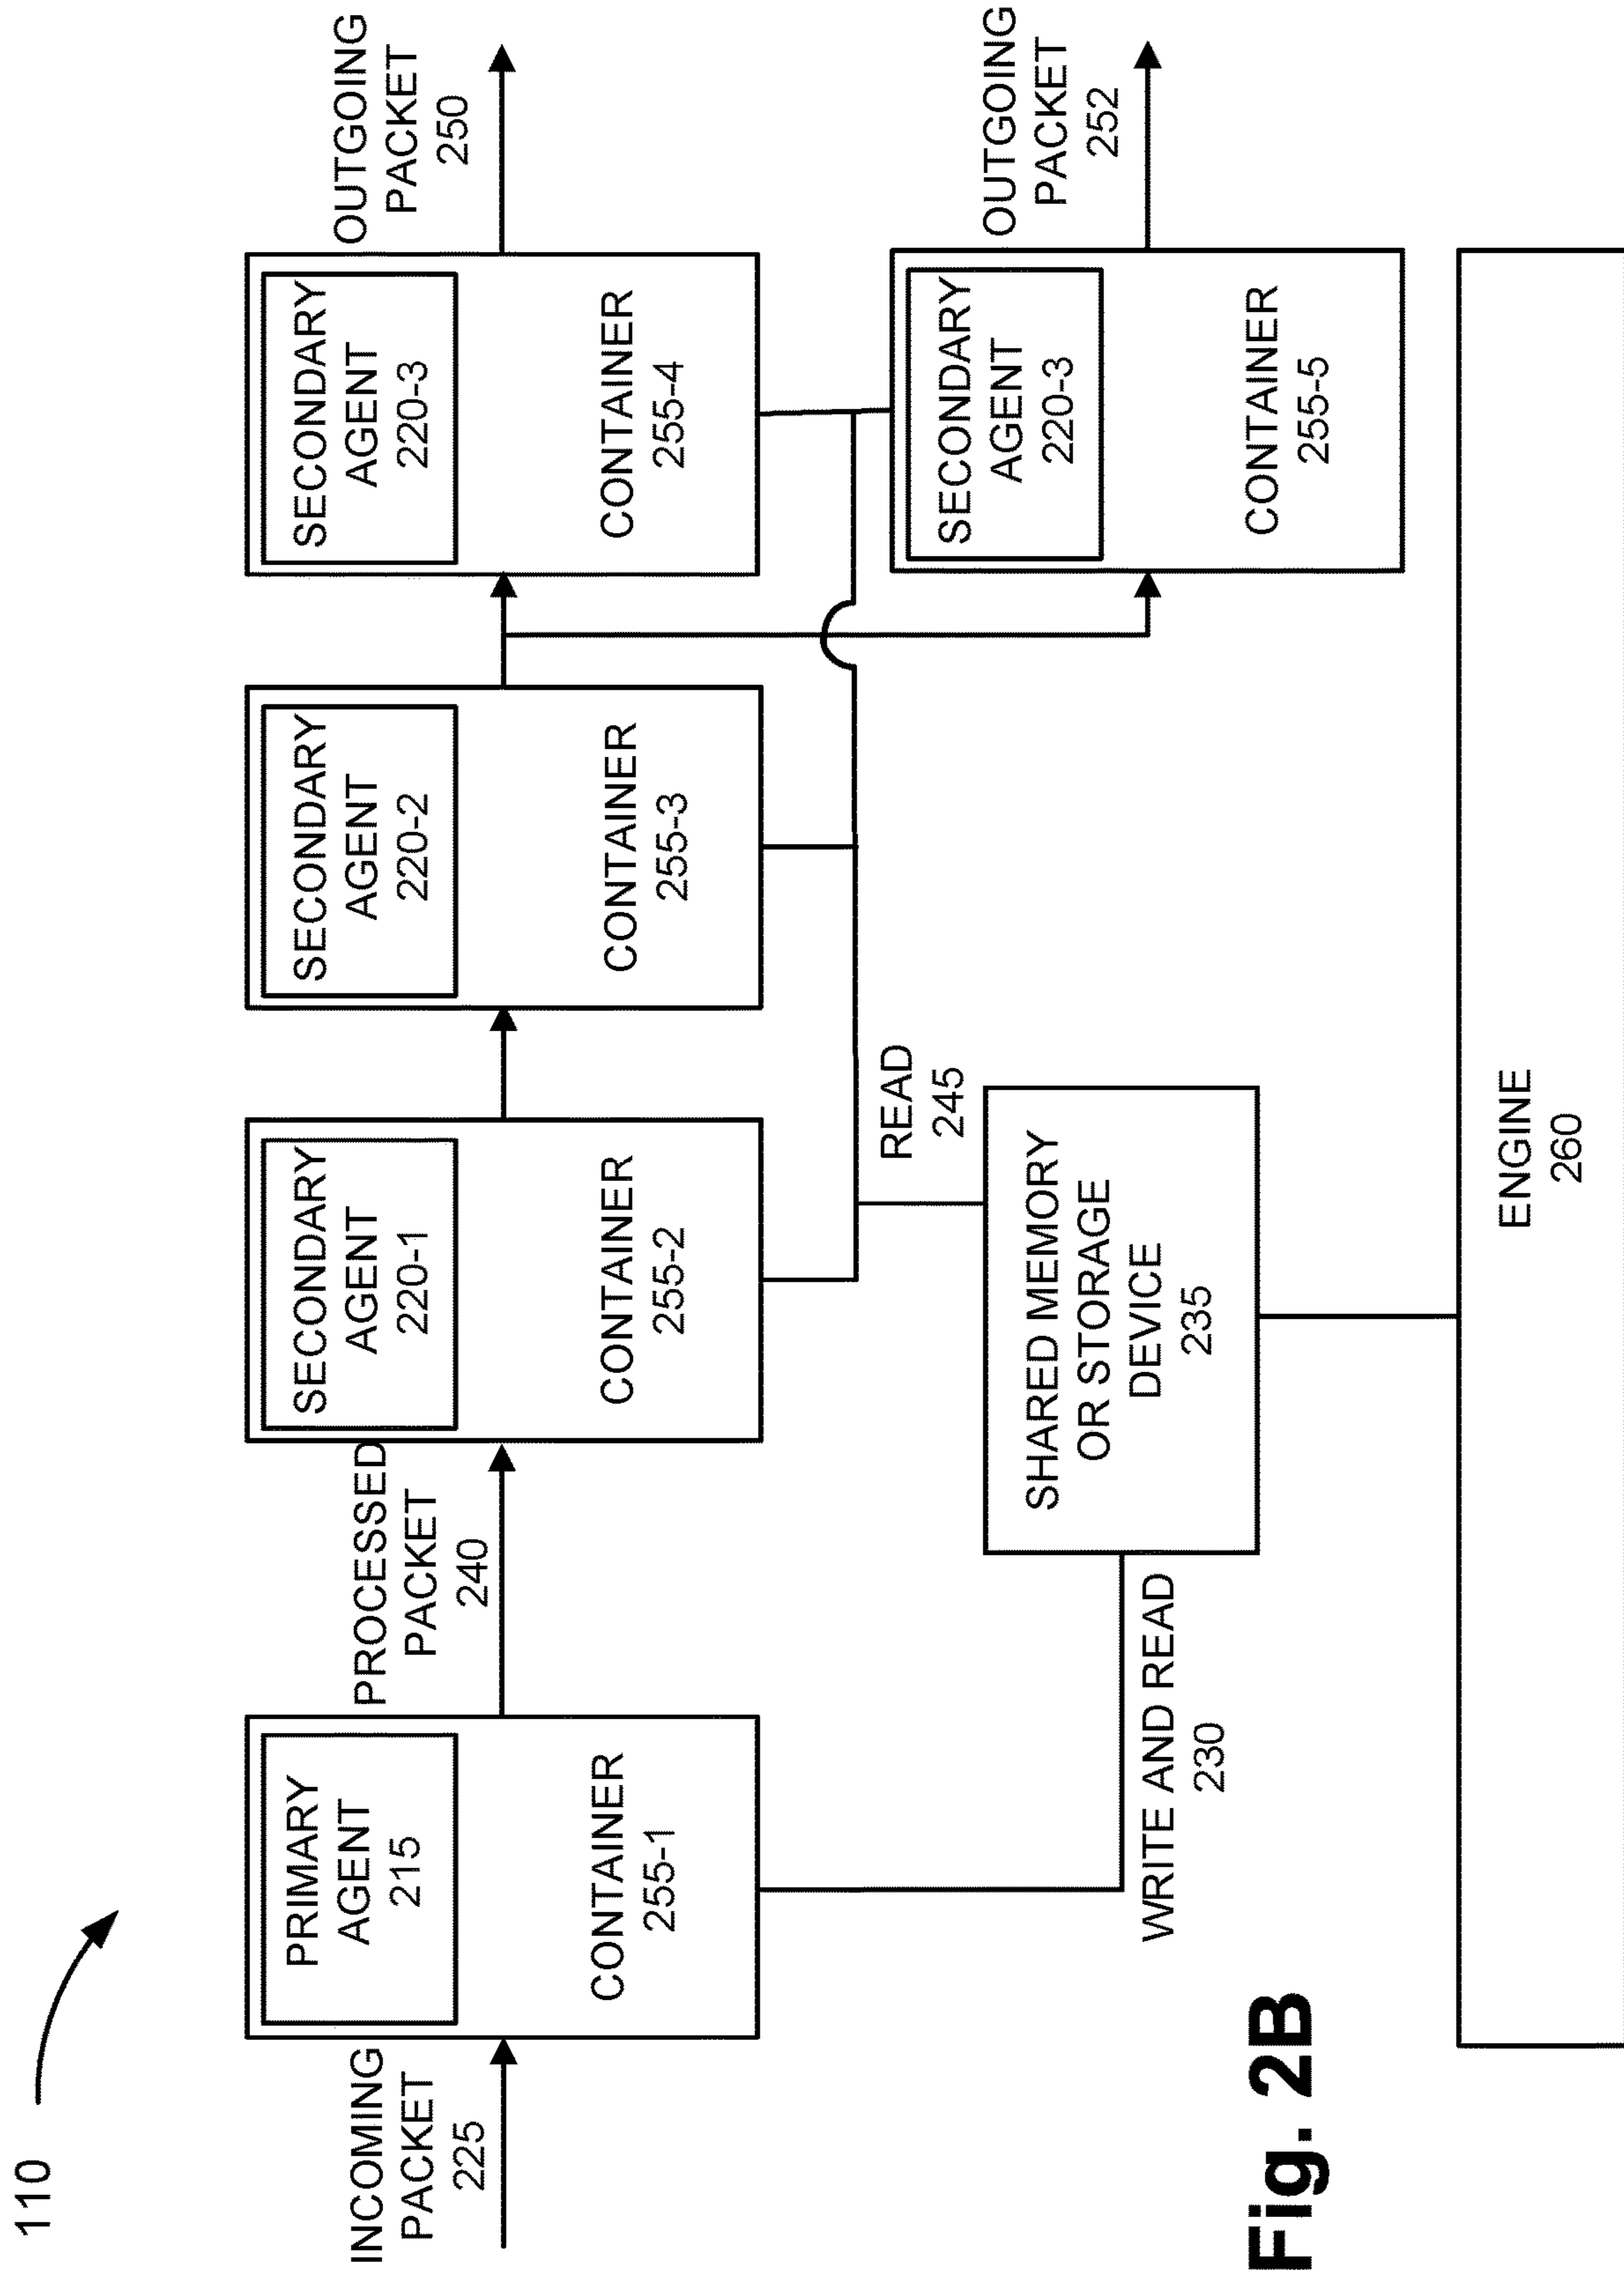 110
INCOMING
PACKET
225
PRIMARY
AGENT
215
CONTAINER
255-1
PROCESSED
PACKET
240
SECONDARY
AGENT
220-1
CONTAINER
255-2
SECONDARY
AGENT
220-2
CONTAINER
255-3
SECONDARY
AGENT
220-3
CONTAINER
255-4
OUTGOING
PACKET
250
SECONDARY
AGENT
220-3
CONTAINER
255-5
OUTGOING
PACKET
252
READ
245
WRITE AND READ
230
SHARED MEMORY
OR STORAGE
DEVICE
235
ENGINE
260
Fig. 2B